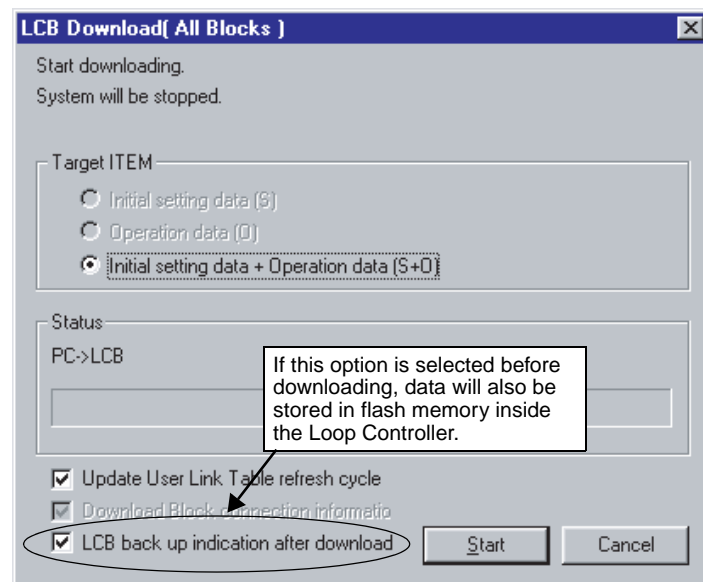 LCB Download( All Blocks )
Start downloading.
System will be stopped.
Target ITEM
Initial setting data (S)
Operation data (O)
Initial setting data + Operation data (S+O)
Status
PC->LCB
If this option is selected before
downloading, data will also be
stored in flash memory inside
the Loop Controller.
Update User Link Table refresh cycle
Download Block connection informatio
LCB back up indication after download
Start
Cancel